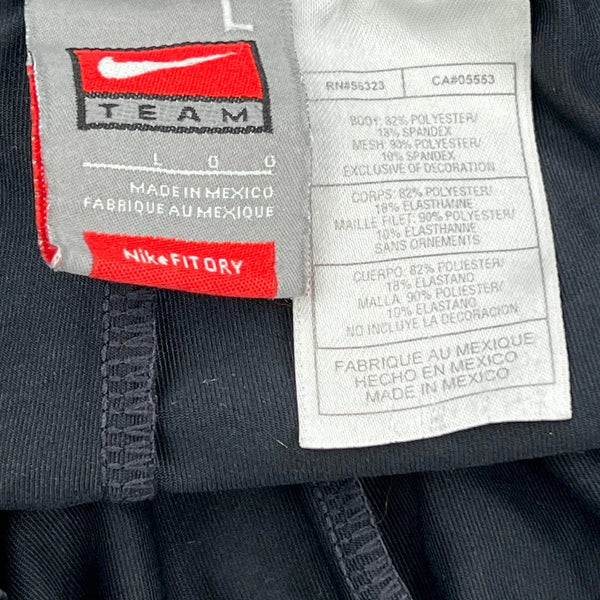 L
TEAM
L G G
MADE IN MEXICO
FABRIQUE AU MEXIQUE
NikeFIT DRY
RN#56323 CA#05553
BODY: 82% POLYESTER/
18% SPANDEX
MESH: 90% POLYESTER/
10% SPANDEX
EXCLUSIVE OF DECORATION
CORPS: 82% POLYESTER/
18% ELASTHANNE
MAILLE FILET: 90% POLYESTER/
10% ELASTHANNE
SANS ORNEMENTS
CUERPO: 82% POLIESTER/
18% ELASTANO
MALLA: 90% POLIESTER/
10% ELASTANO
NO INCLUYE LA DECORACION
FABRIQUE AU MEXIQUE
HECHO EN MEXICO
MADE IN MEXICO